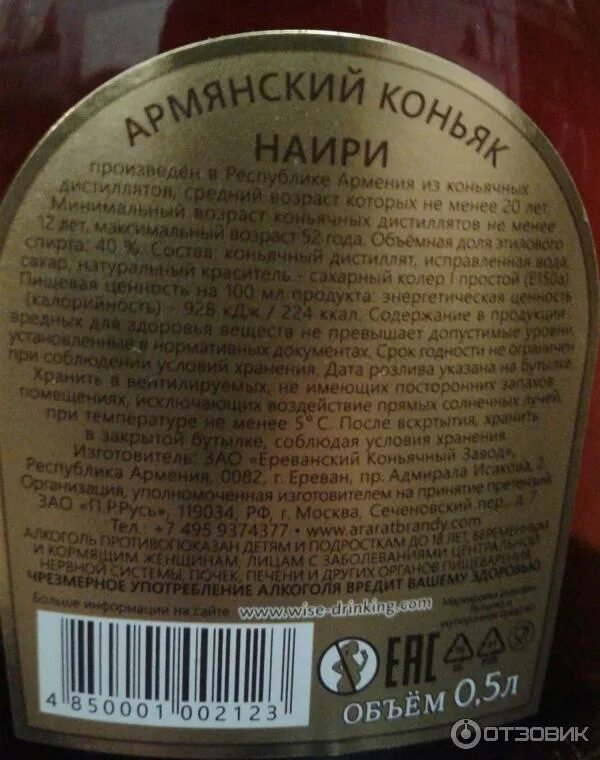 АРМЯНСКИЙ КОНЬЯК
НАИРИ
произведён в Республике Армения из коньячных
дистиллятов, средний возраст которых не менее 20 лет.
Минимальный возраст коньячных дистиллятов не менее
12 лет, максимальный возраст 52 года. Объёмная доля этилового
спирта: 40 %. Состав: коньячный дистиллят, исправленная вода,
сахар, натуральный краситель - сахарный колер I простой (Е150а)
Пищевая ценность на 100 мл продукта: энергетическая ценность
(калорийность) - 928 кДж / 224 ккал. Содержание в продукции
вредных для здоровья веществ не превышает допустимые уровни,
установленные в нормативных документах. Срок годности не ограничен
при соблюдении условий хранения. Дата розлива указана на бутылке.
Хранить в вентилируемых, не имеющих посторонних запахов
помещениях, исключающих воздействие прямых солнечных лучей,
при температуре не менее 5° С. После вскрытия, хранить
в закрытой бутылке, соблюдая условия хранения.
Изготовитель: ЗАО «Ереванский Коньячный Завод»,
Республика Армения, 0082, г. Ереван, пр. Адмирала Исакова, 2.
Организация, уполномоченная изготовителем на принятие претензий
ЗАО «П.Р.Русь», 119034, РФ, г. Москва, Сеченовский пер., д. 7
Тел.: +7 495 9374377 • www.araratbrandy.com
АЛКОГОЛЬ ПРОТИВОПОКАЗАН ДЕТЯМ И ПОДРОСТКАМ ДО 18 ЛЕТ, БЕРЕМЕННЫМ
И КОРМЯЩИМ ЖЕНЩИНАМ, ЛИЦАМ С ЗАБОЛЕВАНИЯМИ ЦЕНТРАЛЬНОЙ
НЕРВНОЙ СИСТЕМЫ, ПОЧЕК, ПЕЧЕНИ И ДРУГИХ ОРГАНОВ ПИЩЕВАРЕНИЯ
ЧРЕЗМЕРНОЕ УПОТРЕБЛЕНИЕ АЛКОГОЛЯ ВРЕДИТ ВАШЕМУ ЗДОРОВЬЮ
Больше информации на сайте www.wise-drinking.com
Маркировка
бутылки и
средства
EAC
4 850001 002123
ОБЪЁМ 0,5л
ОТЗОВИК